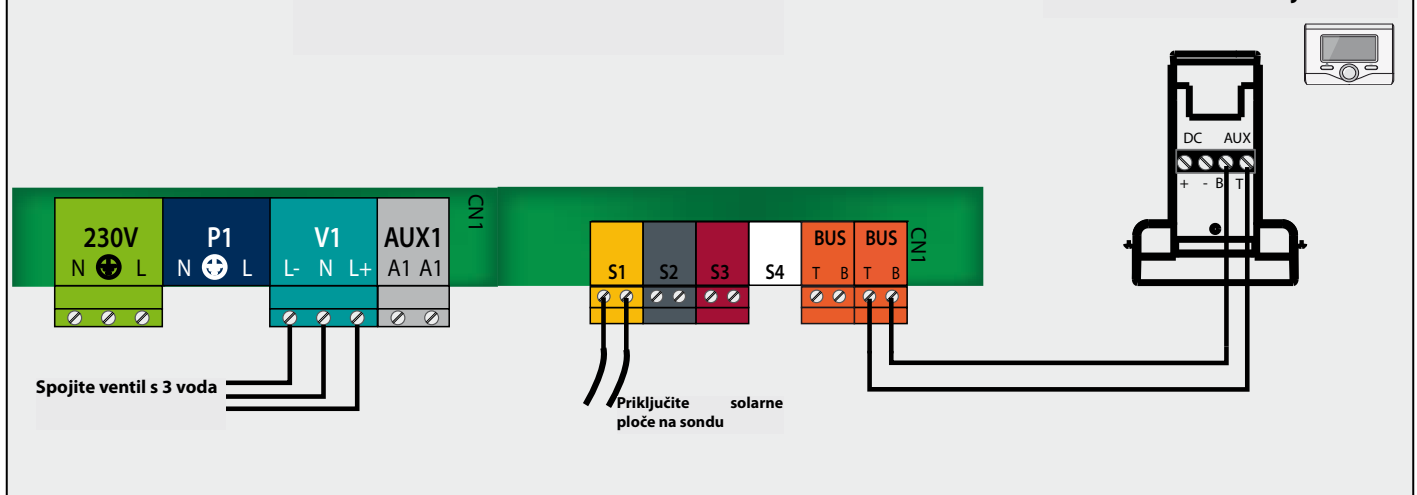 DC AUX
+ - B T
CN1
230V P1 V1 AUX1
N L N L L- N L+ A1 A1
CN1
BUS BUS
S1 S2 S3 S4 T B T B
Spojite ventil s 3 voda
Priključite solarne
ploče na sondu